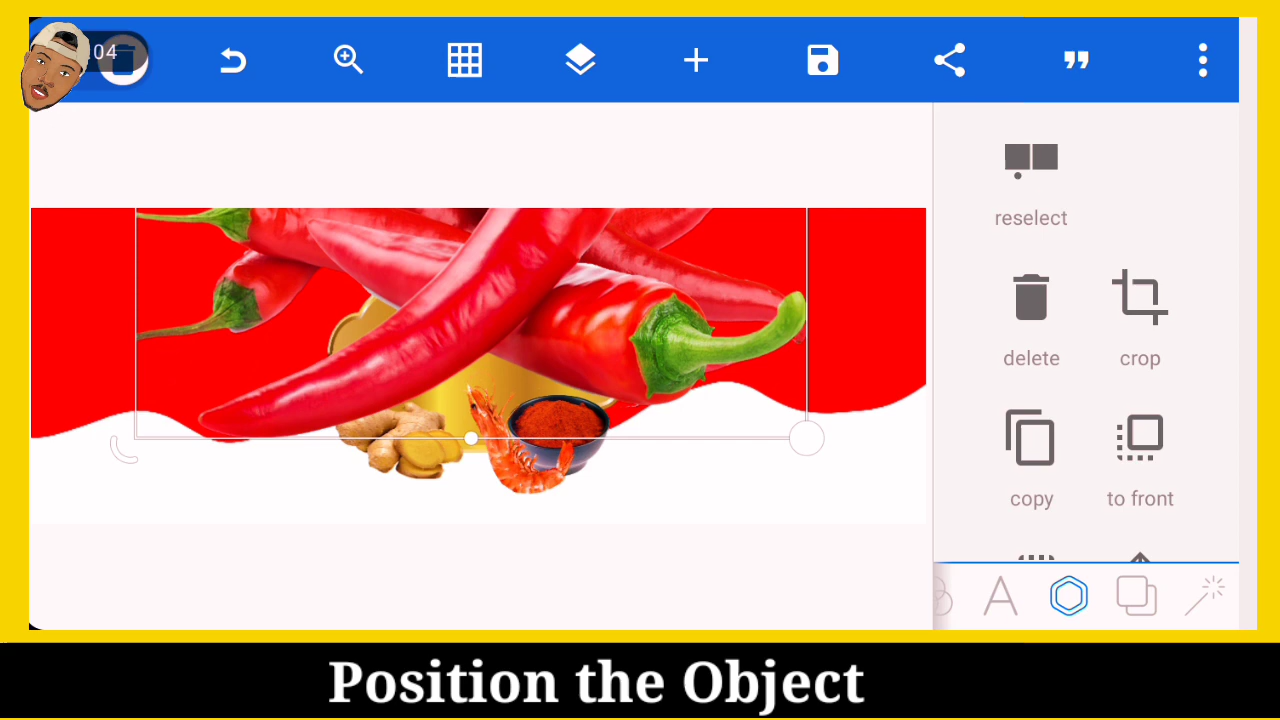 :04
reselect
delete
crop
copy
to front
Position the Object